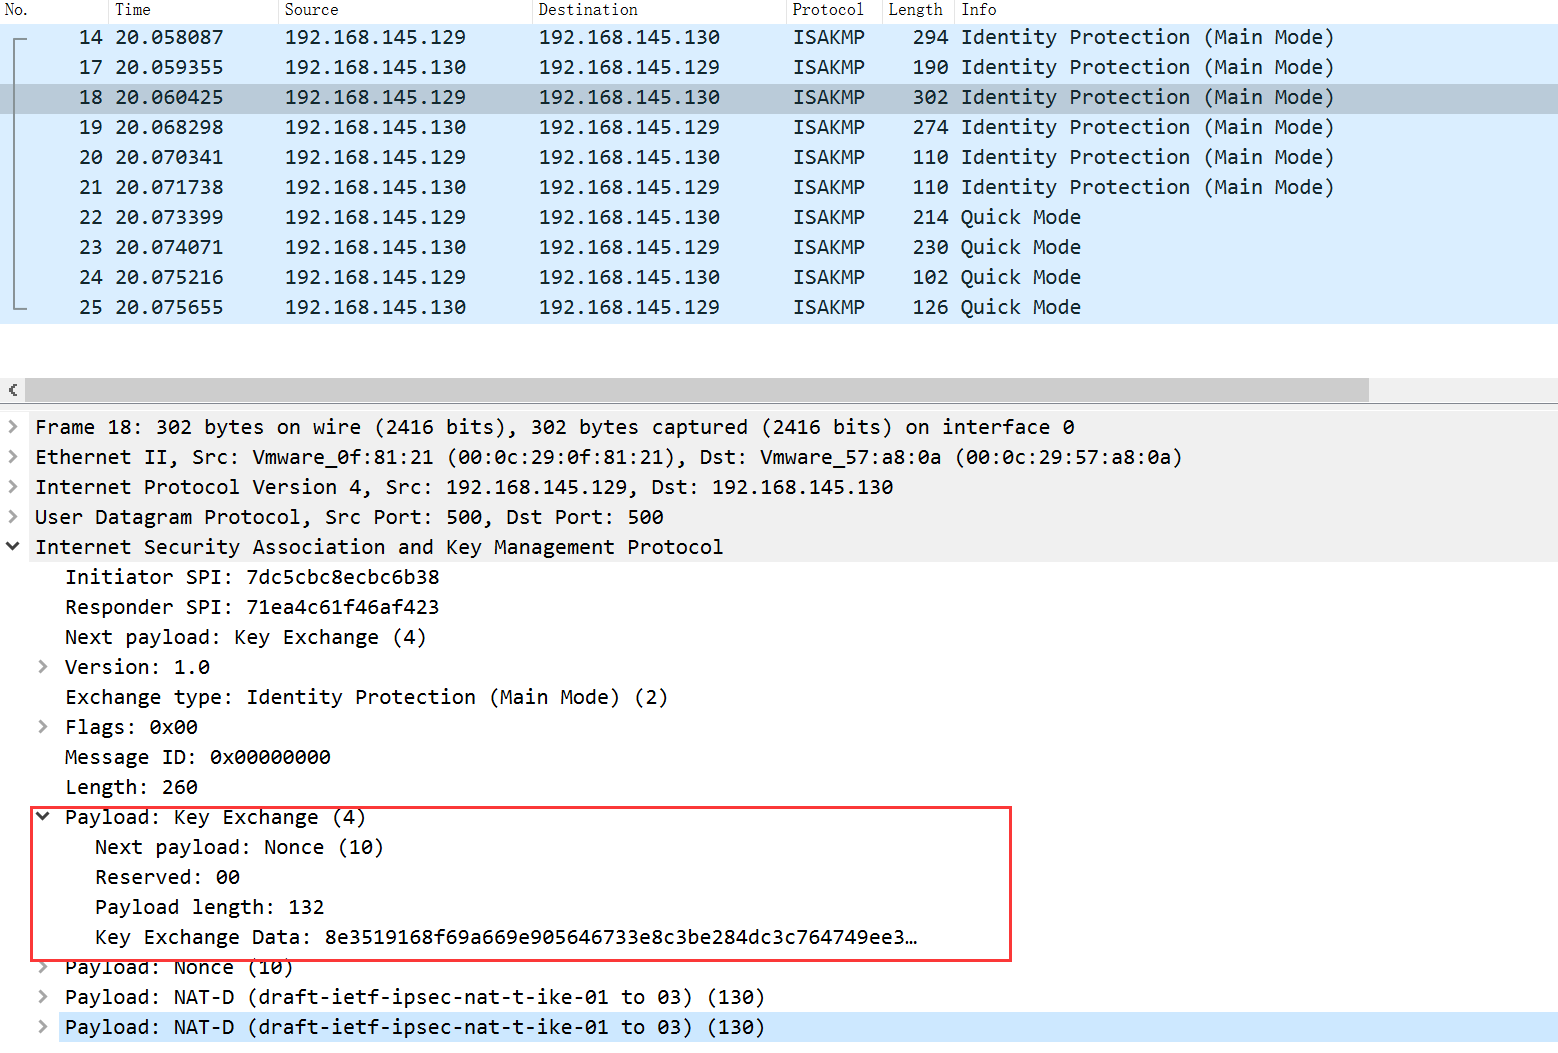 No. Time Source Destination Protocol Length Info
14 20.058087 192.168.145.129 192.168.145.130 ISAKMP 294 Identity Protection (Main Mode)
17 20.059355 192.168.145.130 192.168.145.129 ISAKMP 190 Identity Protection (Main Mode)
18 20.060425 192.168.145.129 192.168.145.130 ISAKMP 302 Identity Protection (Main Mode)
19 20.068298 192.168.145.130 192.168.145.129 ISAKMP 274 Identity Protection (Main Mode)
20 20.070341 192.168.145.129 192.168.145.130 ISAKMP 110 Identity Protection (Main Mode)
21 20.071738 192.168.145.130 192.168.145.129 ISAKMP 110 Identity Protection (Main Mode)
22 20.073399 192.168.145.129 192.168.145.130 ISAKMP 214 Quick Mode
23 20.074071 192.168.145.130 192.168.145.129 ISAKMP 230 Quick Mode
24 20.075216 192.168.145.129 192.168.145.130 ISAKMP 102 Quick Mode
25 20.075655 192.168.145.130 192.168.145.129 ISAKMP 126 Quick Mode
Frame 18: 302 bytes on wire (2416 bits), 302 bytes captured (2416 bits) on interface 0
Ethernet II, Src: Vmware_0f:81:21 (00:0c:29:0f:81:21), Dst: Vmware_57:a8:0a (00:0c:29:57:a8:0a)
Internet Protocol Version 4, Src: 192.168.145.129, Dst: 192.168.145.130
User Datagram Protocol, Src Port: 500, Dst Port: 500
Internet Security Association and Key Management Protocol
Initiator SPI: 7dc5cbc8ecbc6b38
Responder SPI: 71ea4c61f46af423
Next payload: Key Exchange (4)
Version: 1.0
Exchange type: Identity Protection (Main Mode) (2)
Flags: 0x00
Message ID: 0x00000000
Length: 260
Payload: Key Exchange (4)
Next payload: Nonce (10)
Reserved: 00
Payload length: 132
Key Exchange Data: 8e3519168f69a669e905646733e8c3be284dc3c764749ee3…
Payload: Nonce (10)
Payload: NAT-D (draft-ietf-ipsec-nat-t-ike-01 to 03) (130)
Payload: NAT-D (draft-ietf-ipsec-nat-t-ike-01 to 03) (130)